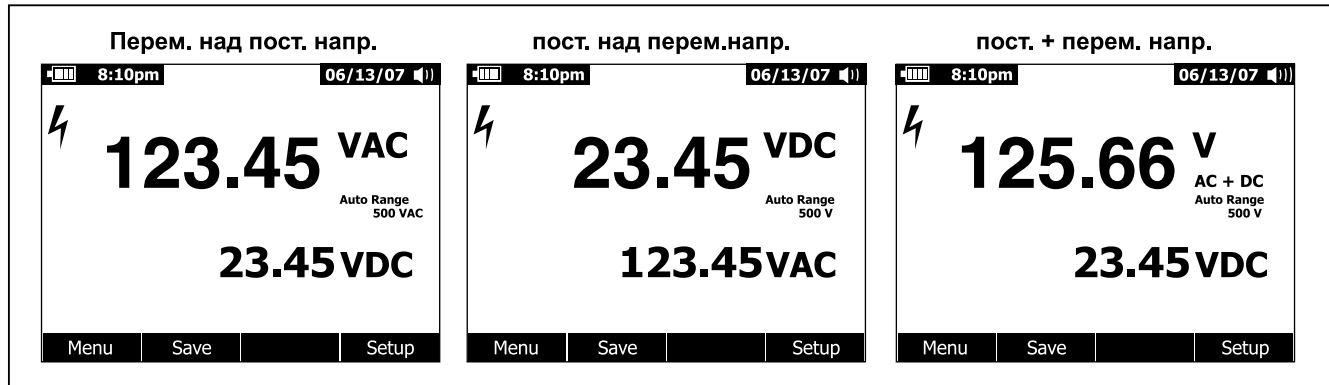 Перем. над пост. напр.
8:10pm 06/13/07
123.45 VAC
Auto Range
500 VAC
23.45 VDC
Menu Save Setup
пост. над перем.напр.
8:10pm 06/13/07
23.45 VDC
Auto Range
500 V
123.45 VAC
Menu Save Setup
пост. + перем. напр.
8:10pm 06/13/07
125.66 V
AC + DC
Auto Range
500 V
23.45 VDC
Menu Save Setup